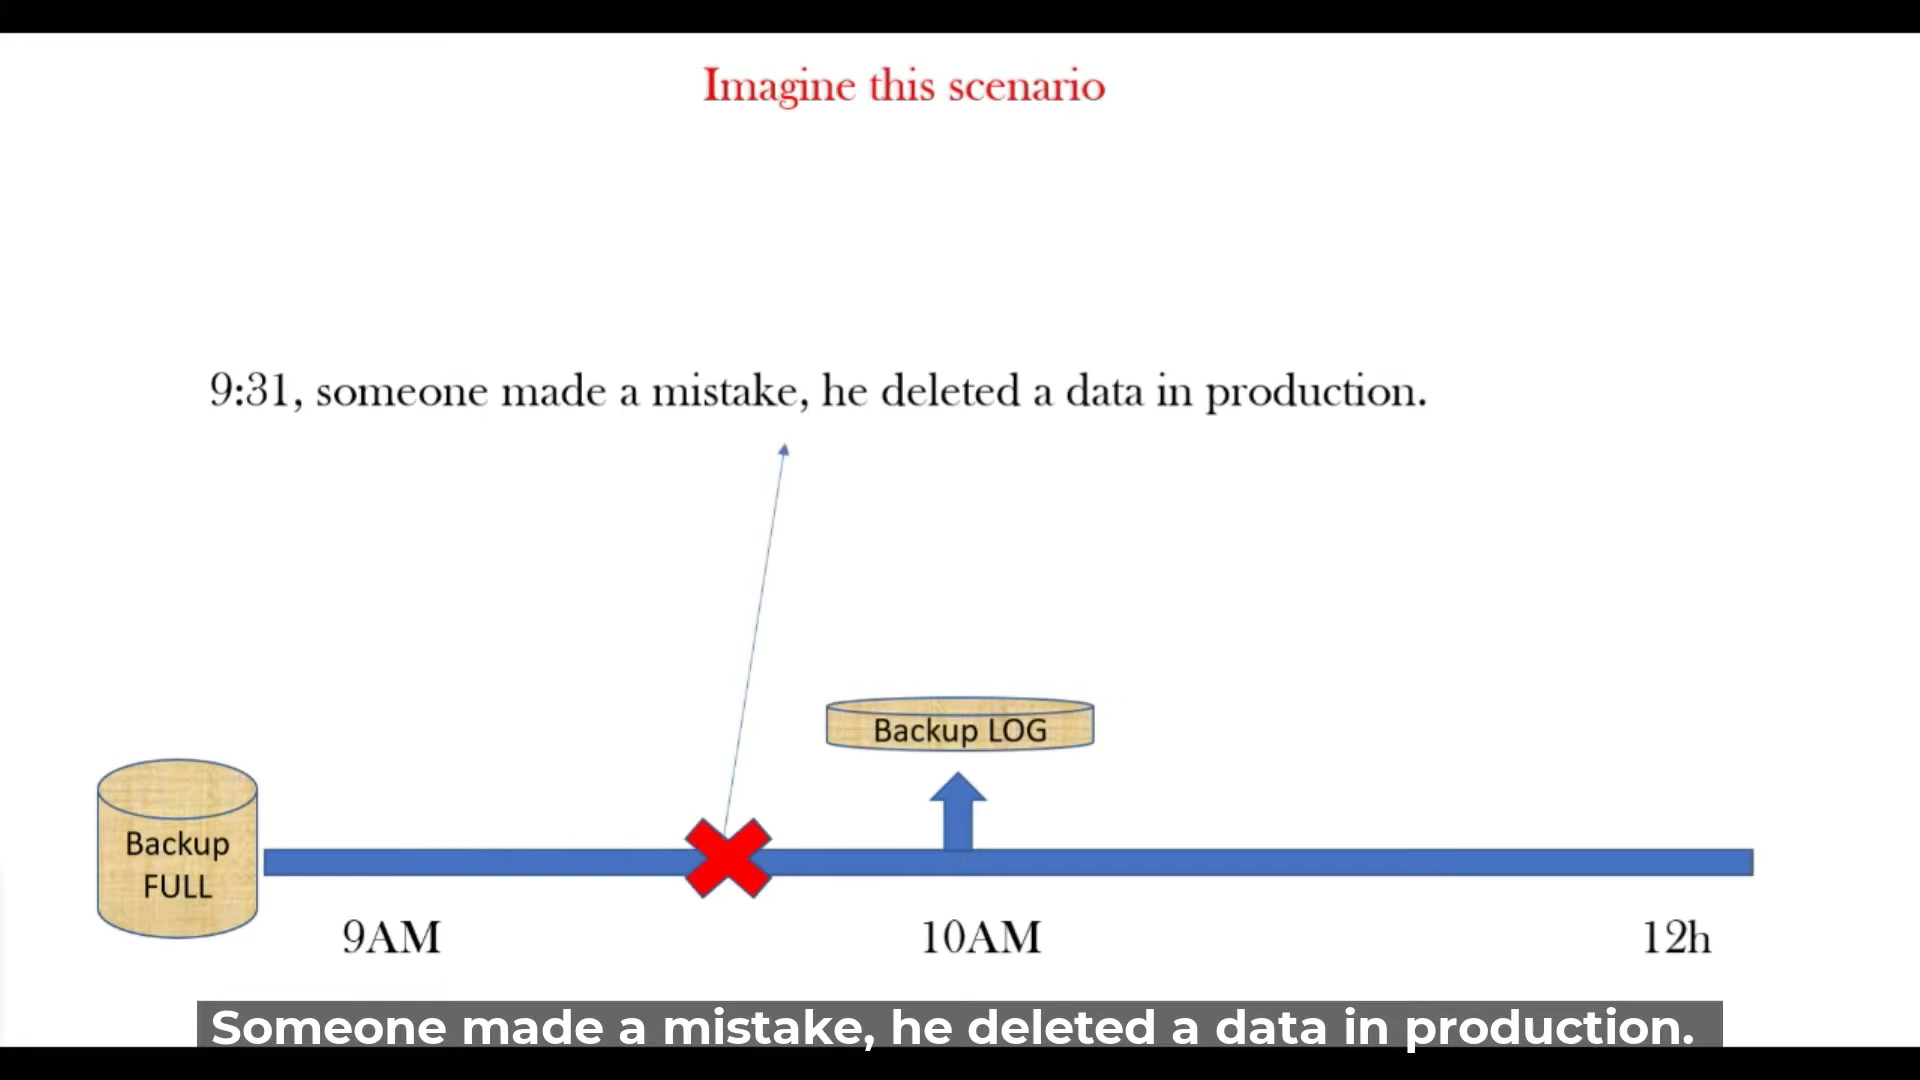 Imagine this scenario
9:31, someone made a mistake, he deleted a data in production.
Backup LOG
Backup
FULL
9AM
10AM
12h
Someone made a mistake, he deleted a data in production.